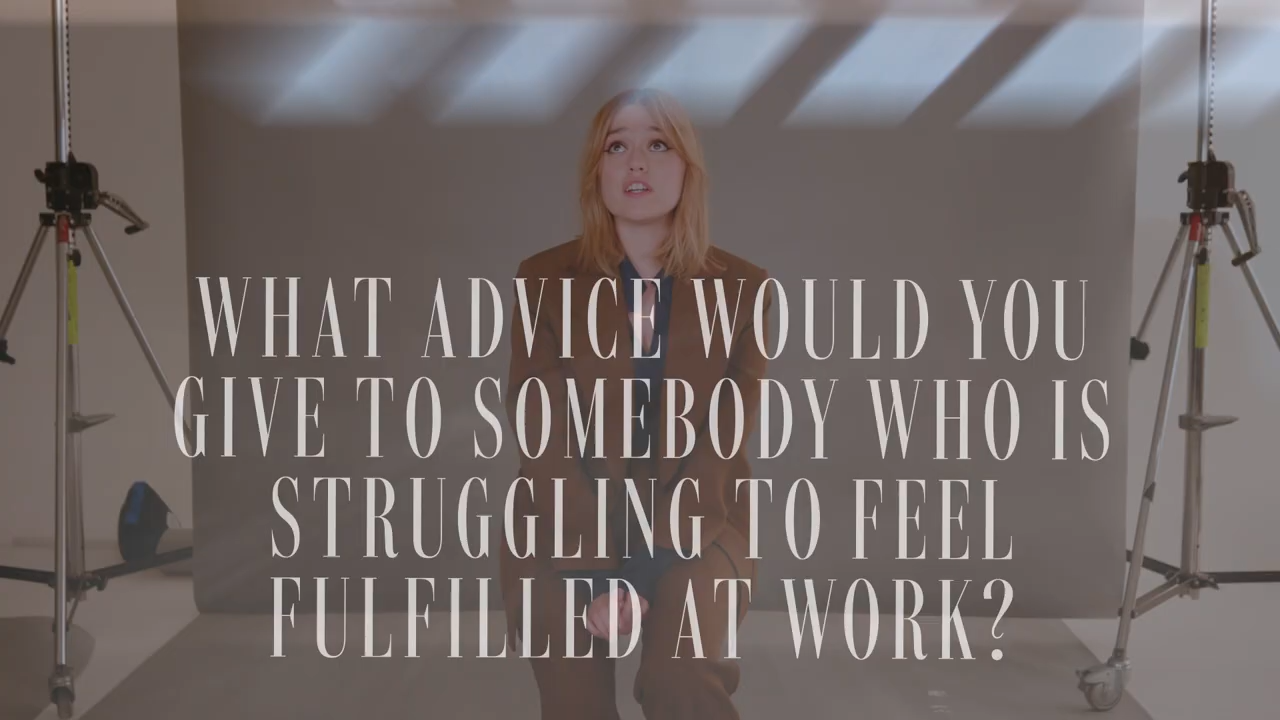 WHAT ADVICE WOULD YOU
GIVE TO SOMEBODY WHO IS
STRUGGLING TO FEEL
FULFILLED AT WORK?